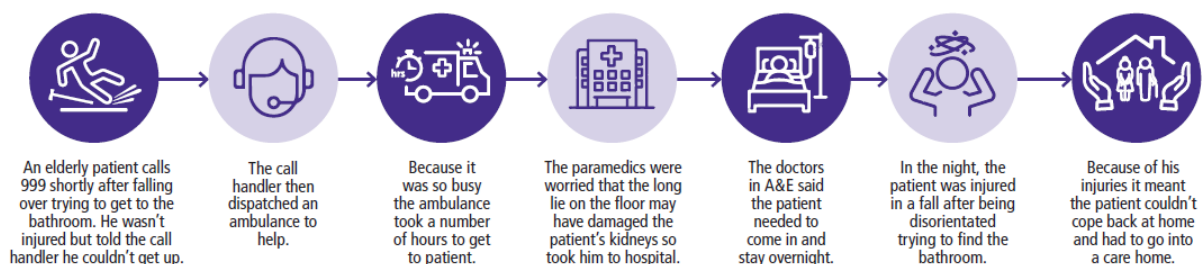 hrs
An elderly patient calls
999 shortly after falling
over trying to get to the
bathroom. He wasn't
injured but told the call
handler he couldn't get up.
The call
handler then
dispatched an
ambulance to
help.
Because it
was so busy
the ambulance
took a number
of hours to get
to patient.
The paramedics were
worried that the long
lie on the floor may
have damaged the
patient's kidneys so
took him to hospital.
The doctors
in A&E said
the patient
needed to
come in and
stay overnight.
In the night, the
patient was injured
in a fall after being
disorientated
trying to find the
bathroom.
Because of his
injuries it meant
the patient couldn't
cope back at home
and had to go into
a care home.